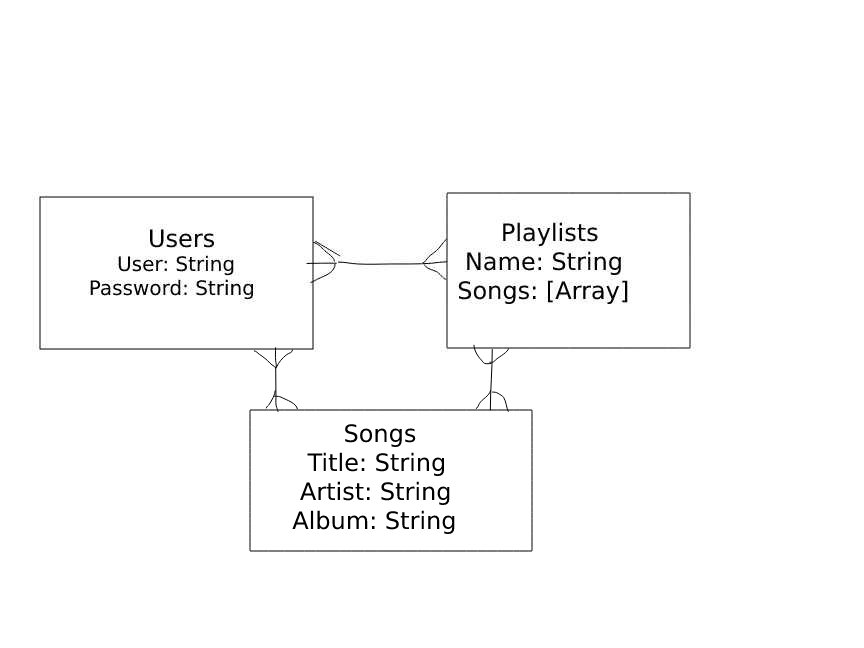 Users
User: String
Password: String
Playlists
Name: String
Songs: [Array]
Songs
Title: String
Artist: String
Album: String